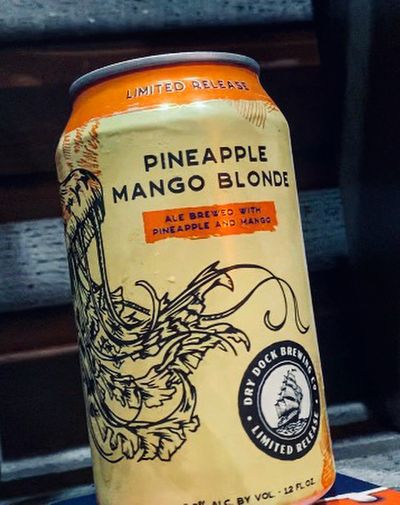 LIMITED RELEASE
PINEAPPLE
MANGO BLONDE
ALE BREWED WITH
PINEAPPLE AND MANGO
DRY DOCK BREWING CO
LIMITED RELEASE
% ALC. BY VOL. - 12 FL OZ.